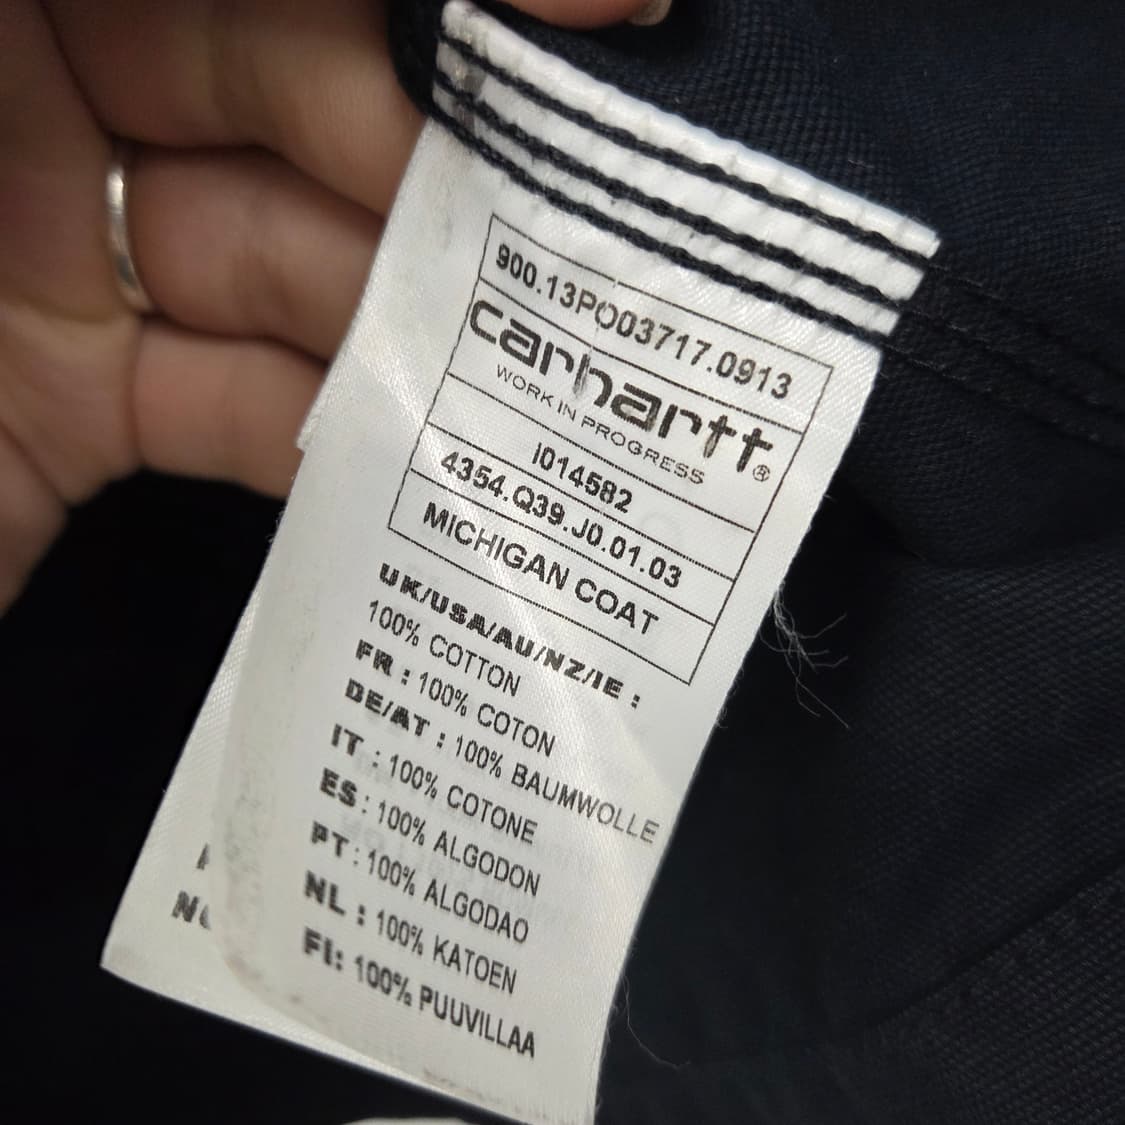 900.13PO03717.0913
carhartt®
WORK IN PROGRESS
I014582
4354.Q39.J0.01.03
MICHIGAN COAT
UK/USA/AU/NZ/IE :
100% COTTON
FR : 100% COTON
DE/AT : 100% BAUMWOLLE
IT : 100% COTONE
ES : 100% ALGODON
PT : 100% ALGODAO
NL : 100% KATOEN
FI: 100% PUUVILLAA